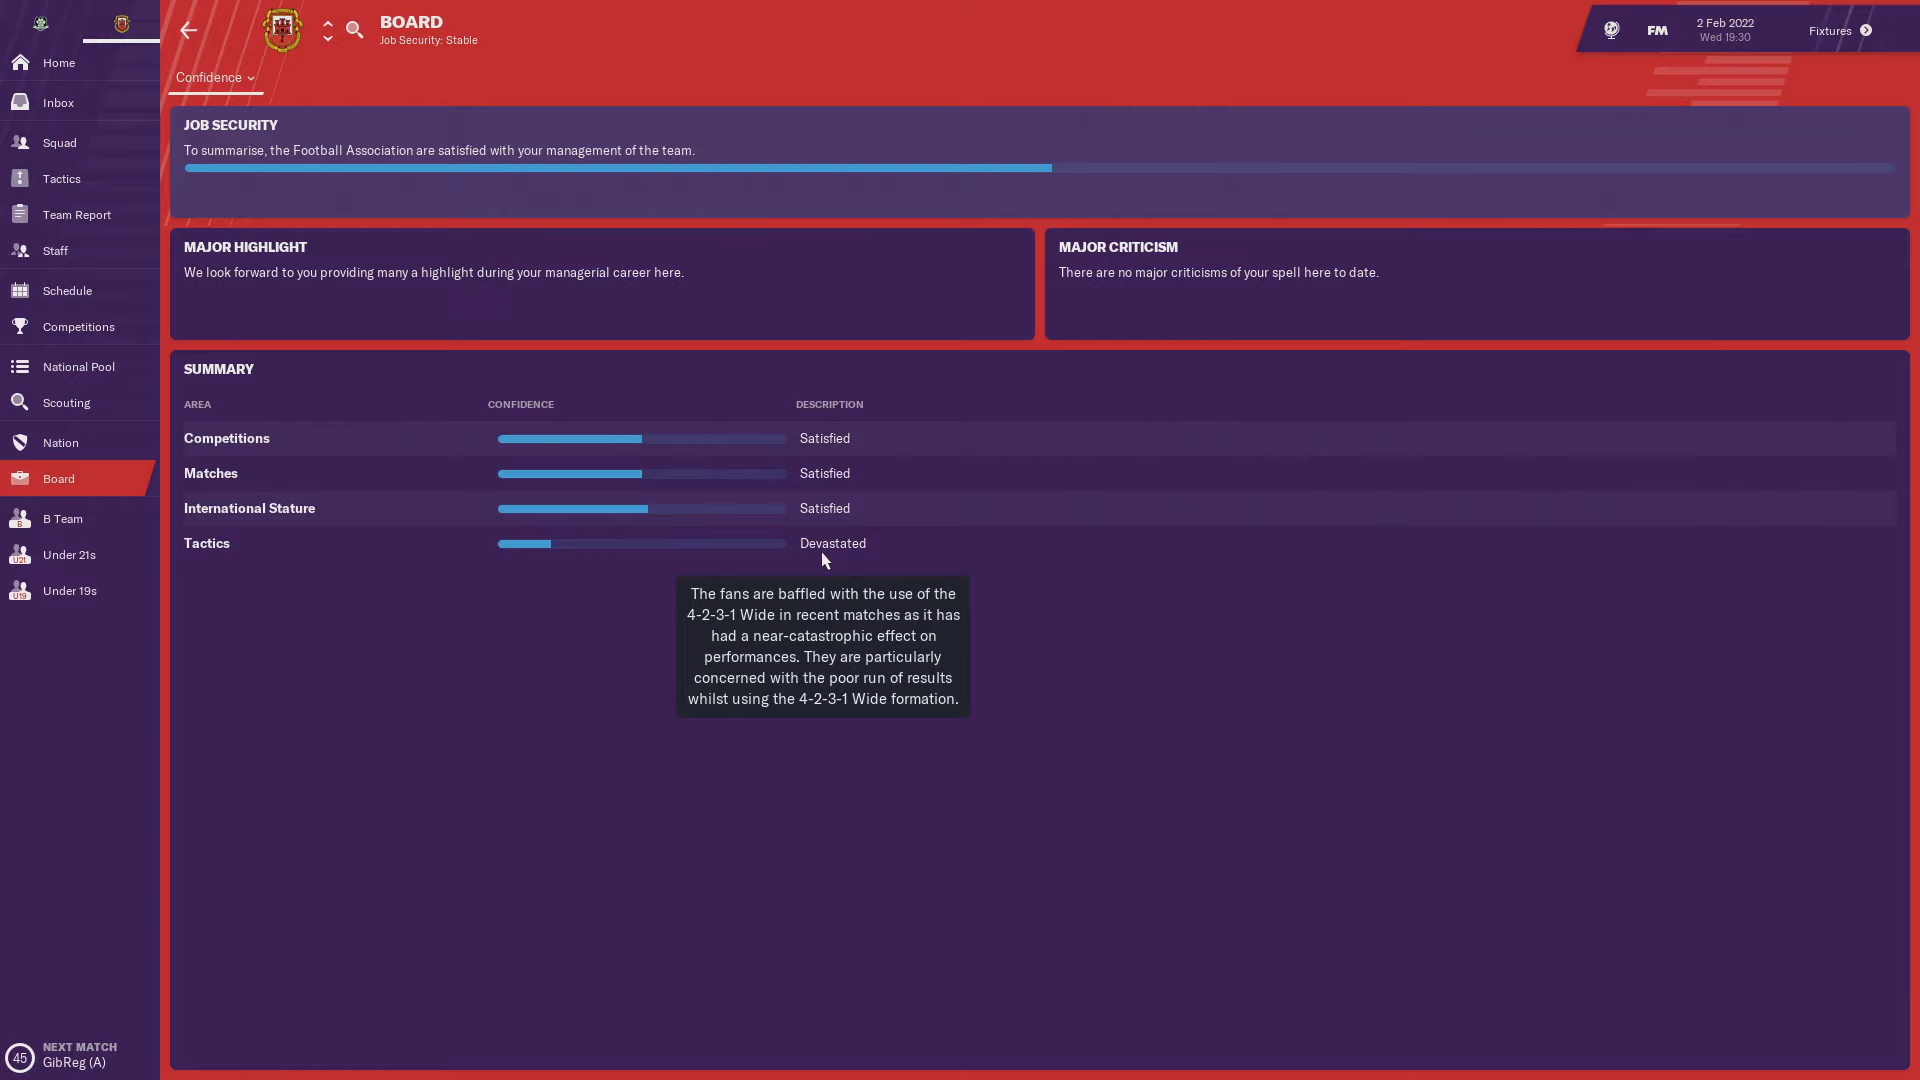 BOARD
Job Security: Stable
FM
2 Feb 2022
Wed 19:30
Fixtures
Confidence
Home
Inbox
Squad
Tactics
Team Report
Staff
Schedule
Competitions
National Pool
Scouting
Nation
Board
B
B Team
U21
Under 21s
U19
Under 19s
45
NEXT MATCH
GibReg (A)
JOB SECURITY
To summarise, the Football Association are satisfied with your management of the team.
MAJOR HIGHLIGHT
We look forward to you providing many a highlight during your managerial career here.
MAJOR CRITICISM
There are no major criticisms of your spell here to date.
SUMMARY
AREA CONFIDENCE DESCRIPTION
Competitions Satisfied
Matches Satisfied
International Stature Satisfied
Tactics Devastated
The fans are baffled with the use of the
4-2-3-1 Wide in recent matches as it has
had a near-catastrophic effect on
performances. They are particularly
concerned with the poor run of results
whilst using the 4-2-3-1 Wide formation.